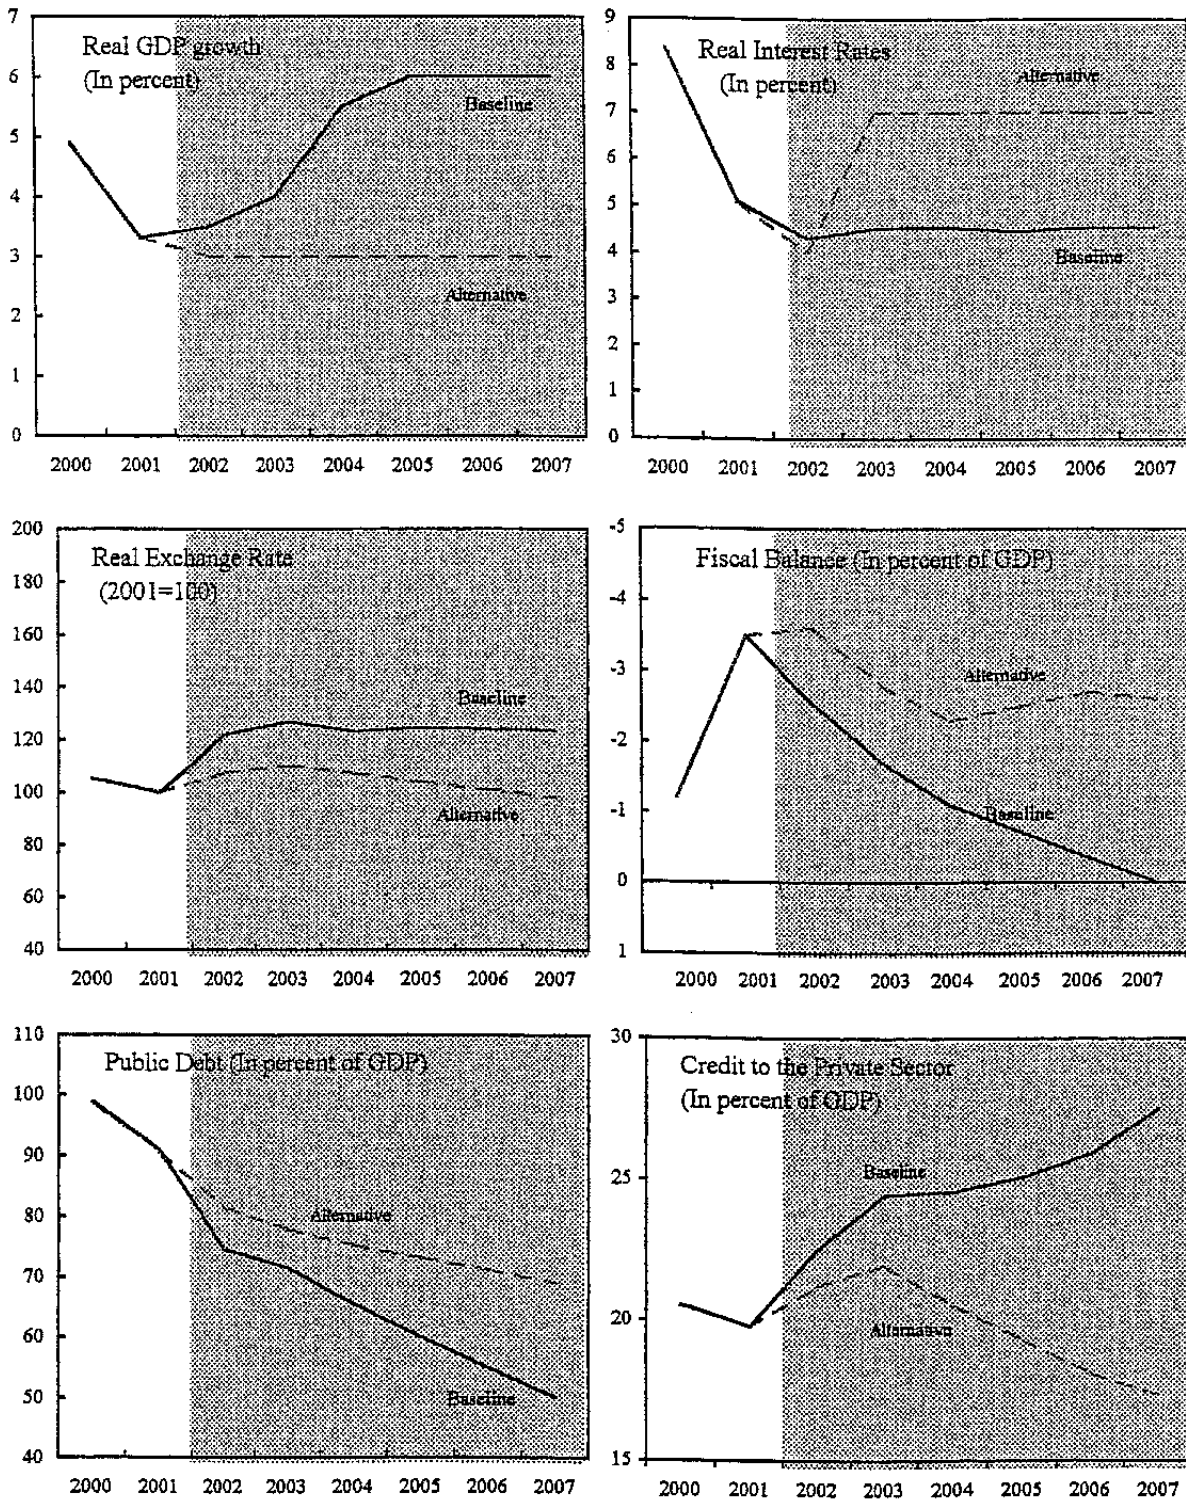 Real GDP growth
(In percent)
7
6
5
4
3
2
1
0
Baseline
Alternative
2000 2001 2002 2003 2004 2005 2006 2007
Real Interest Rates
(In percent)
9
8
7
6
5
4
3
2
1
0
Alternative
Baseline
2000 2001 2002 2003 2004 2005 2006 2007
Real Exchange Rate
(2001=100)
200
180
160
140
120
100
80
60
40
Baseline
Alternative
2000 2001 2002 2003 2004 2005 2006 2007
Fiscal Balance (In percent of GDP)
-5
-4
-3
-2
-1
0
1
Alternative
Baseline
2000 2001 2002 2003 2004 2005 2006 2007
Public Debt (In percent of GDP)
110
100
90
80
70
60
50
40
Alternative
Baseline
2000 2001 2002 2003 2004 2005 2006 2007
Credit to the Private Sector
(In percent of GDP)
30
25
20
15
Baseline
Alternative
2000 2001 2002 2003 2004 2005 2006 2007